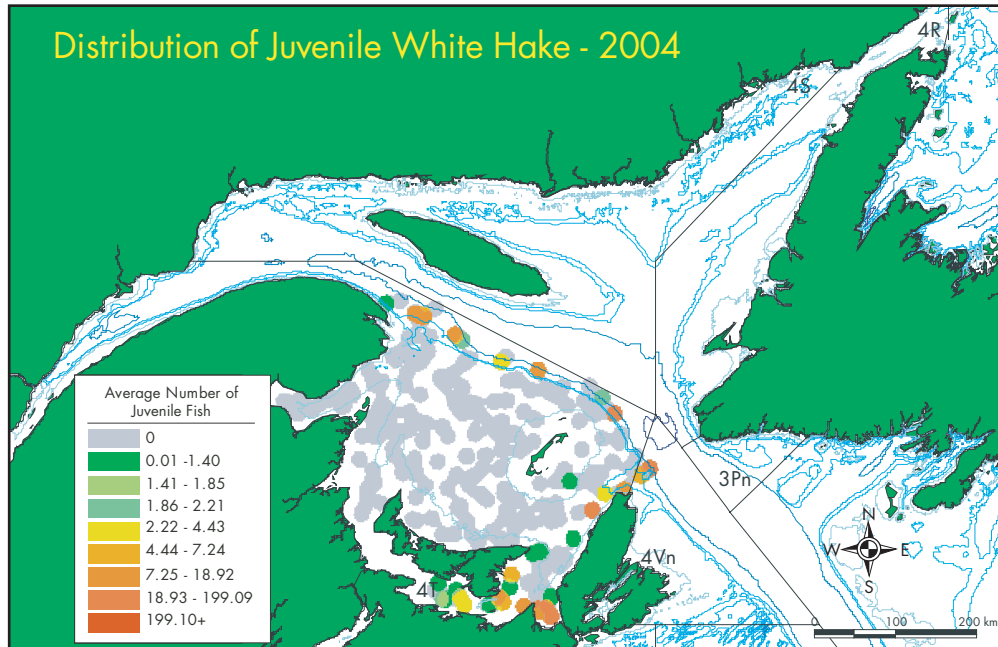 Distribution of Juvenile White Hake - 2004
4R
4S
Average Number of
Juvenile Fish
0
0.01 -1.40
1.41 - 1.85
1.86 - 2.21
2.22 - 4.43
4.44 - 7.24
7.25 - 18.92
18.93 - 199.09
199.10+
3Pn
4Vn
4T
N
W
E
S
0 100 200 km